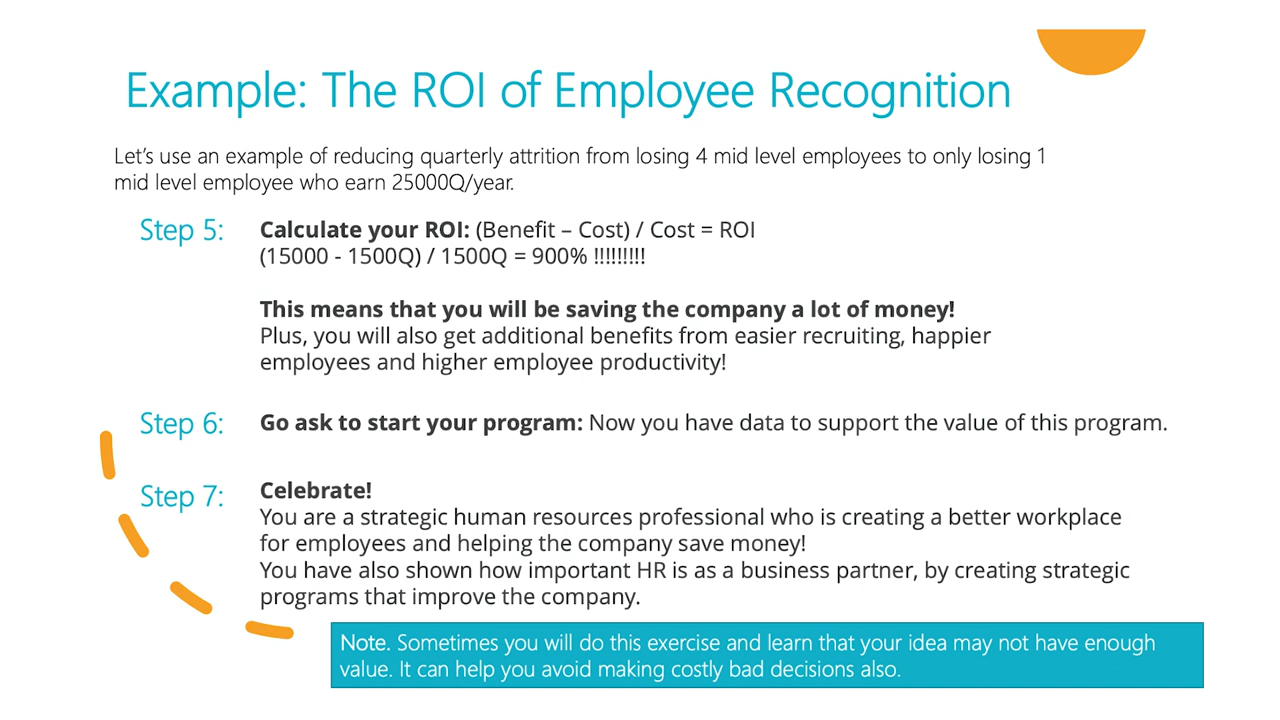 Example: The ROI of Employee Recognition
Let’s use an example of reducing quarterly attrition from losing 4 mid level employees to only losing 1
mid level employee who earn 25000Q/year.
Step 5:
Calculate your ROI: (Benefit – Cost) / Cost = ROI
(15000 - 1500Q) / 1500Q = 900% !!!!!!!!!
This means that you will be saving the company a lot of money!
Plus, you will also get additional benefits from easier recruiting, happier
employees and higher employee productivity!
Step 6:
Go ask to start your program: Now you have data to support the value of this program.
Step 7:
Celebrate!
You are a strategic human resources professional who is creating a better workplace
for employees and helping the company save money!
You have also shown how important HR is as a business partner, by creating strategic
programs that improve the company.
Note. Sometimes you will do this exercise and learn that your idea may not have enough
value. It can help you avoid making costly bad decisions also.